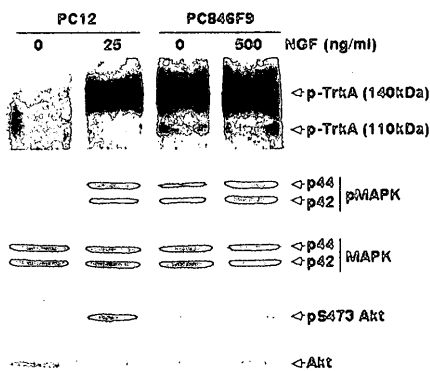 PC12 PC846F9
0 25 0 500 NGF (ng/ml)
p-TrkA (140kDa)
p-TrkA (110kDa)
p44
p42
pMAPK
p44
p42
MAPK
pS473 Akt
Akt